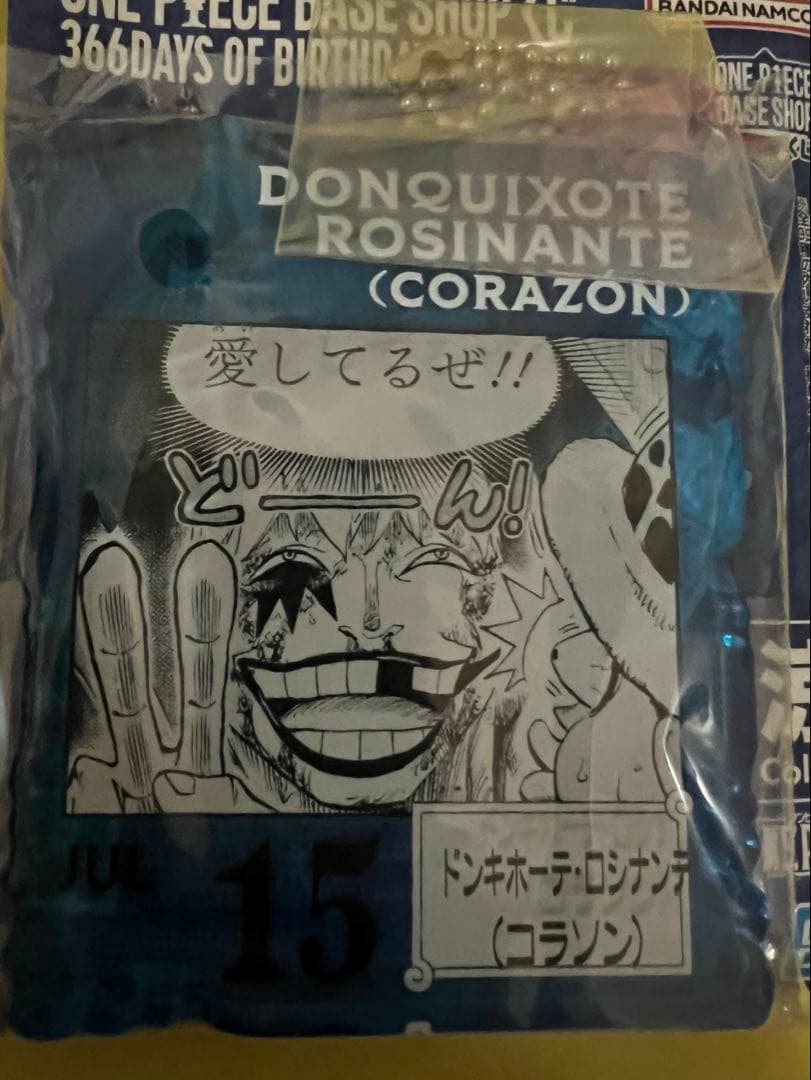 ONE PIECE BASE SHOP
366DAYS OF BIRTHDAY
BANDAI NAMCO
ONE PIECE
BASE SHOP
DONQUIXOTE
ROSINANTE
(CORAZÓN)
愛してるぜ!!
どーん!
JUL 15
ドンキホーテ・ロシナンテ
(コラソン)
Col